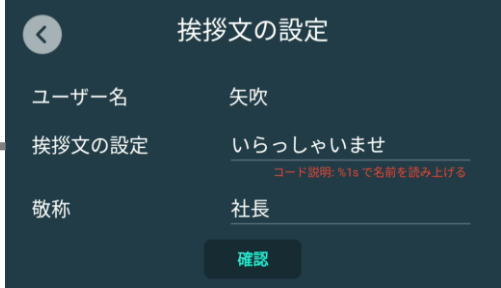 挨拶文の設定
ユーザー名 矢吹
挨拶文の設定 いらっしゃいませ
コード説明: %1s で名前を読み上げる
敬称 社長
確認